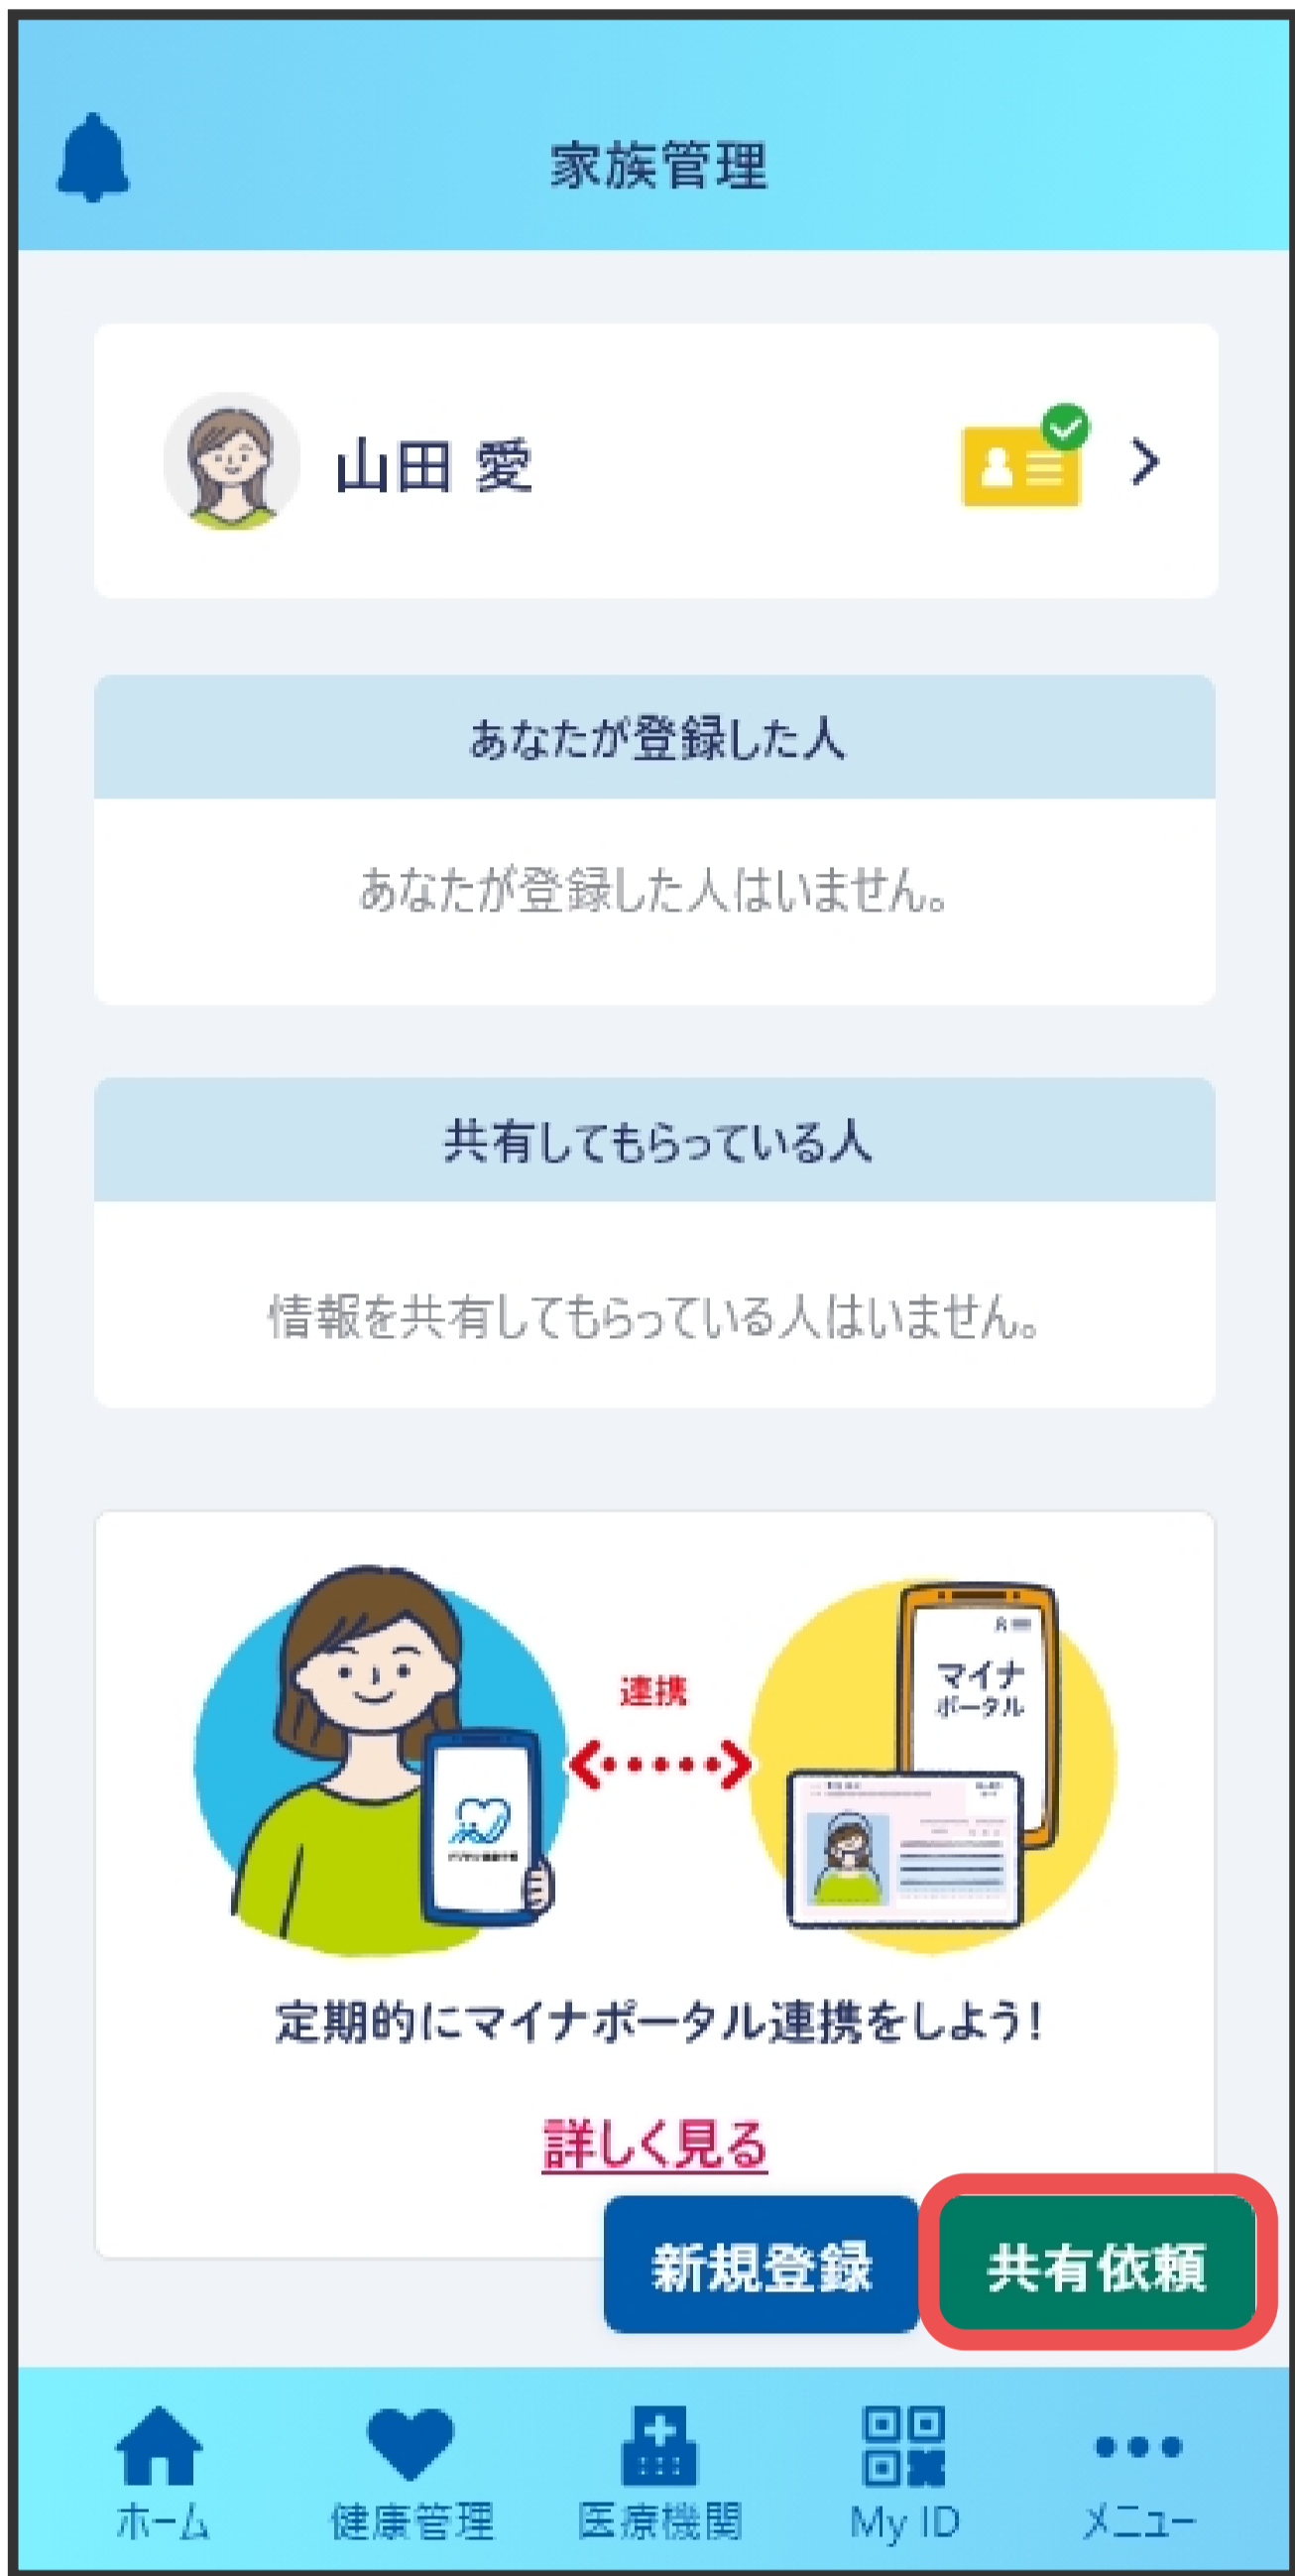 家族管理
山田 愛
あなたが登録した人
あなたが登録した人はいません。
共有してもらっている人
情報を共有してもらっている人はいません。
連携
マイナ
ポータル
定期的にマイナポータル連携をしよう!
詳しく見る
新規登録
共有依頼
ホーム
健康管理
医療機関
My ID
メニュー